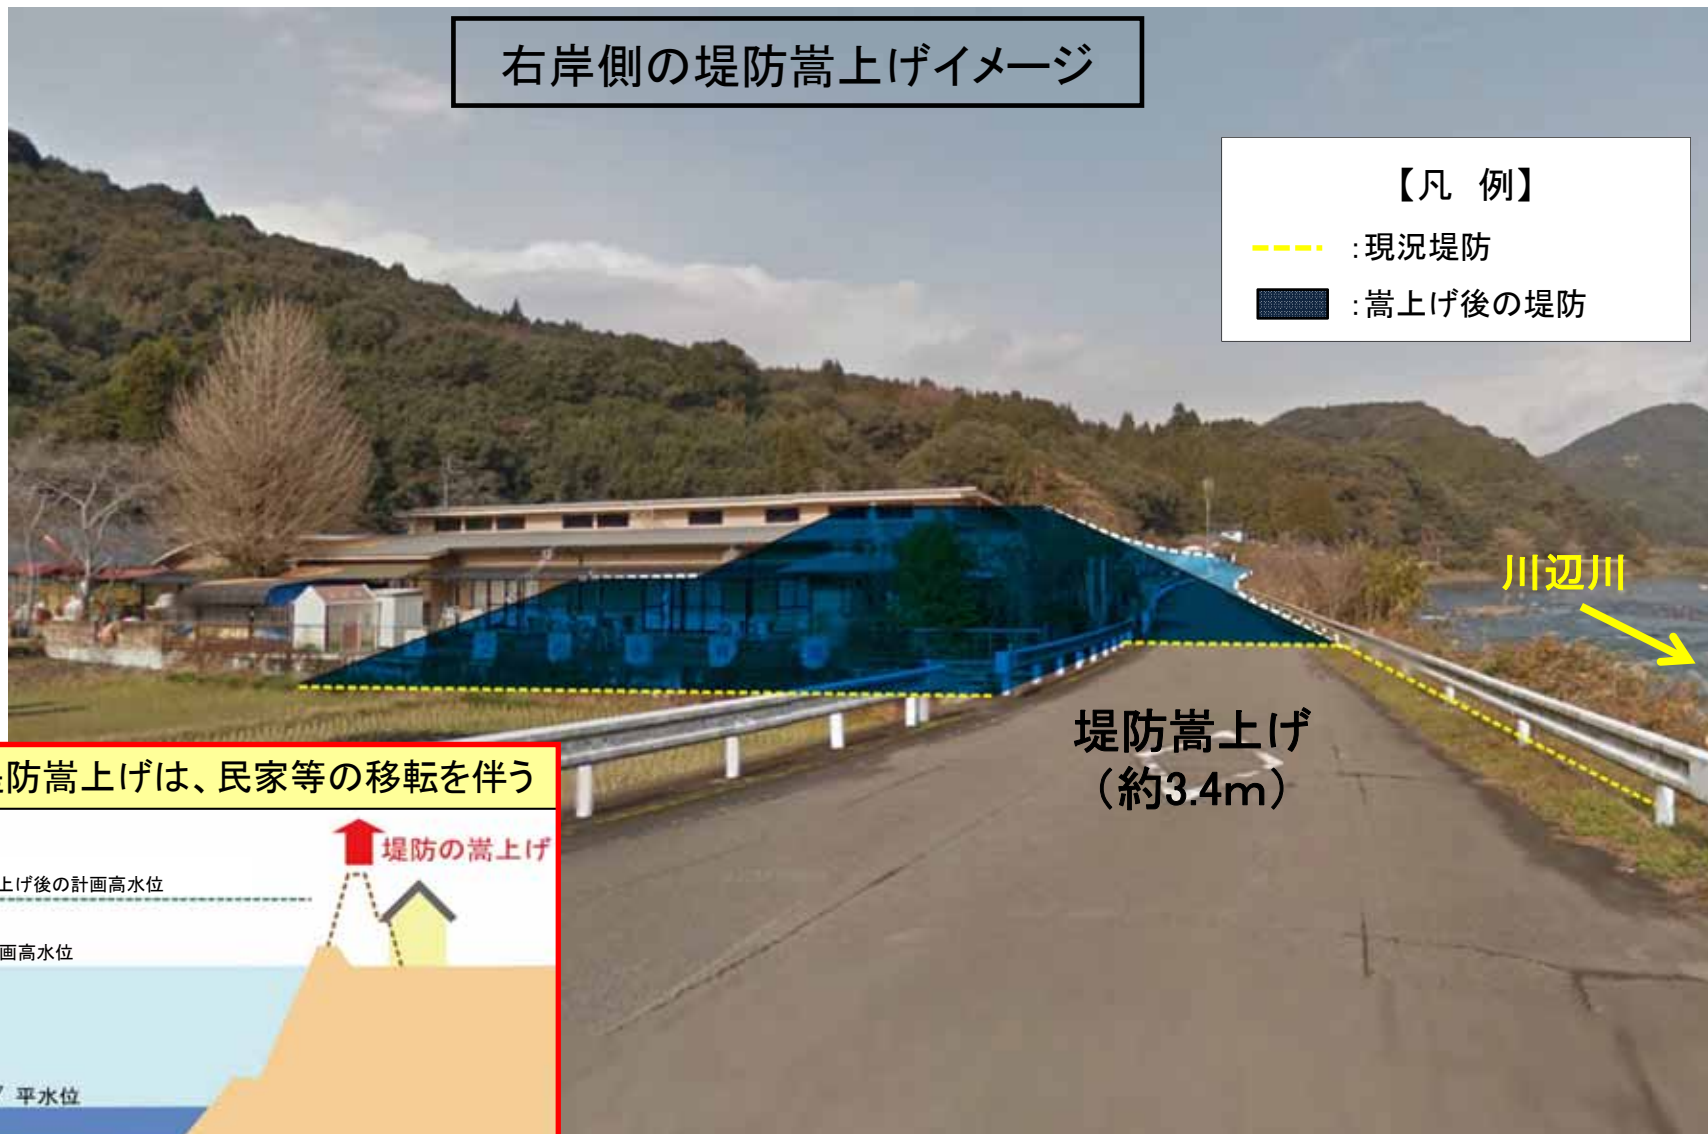 右岸側の堤防嵩上げイメージ
【凡 例】
:現況堤防
:嵩上げ後の堤防
川辺川
堤防嵩上げ
（約3.4m）
防嵩上げは、民家等の移転を伴う
堤防の嵩上げ
上げ後の計画高水位
画高水位
平水位